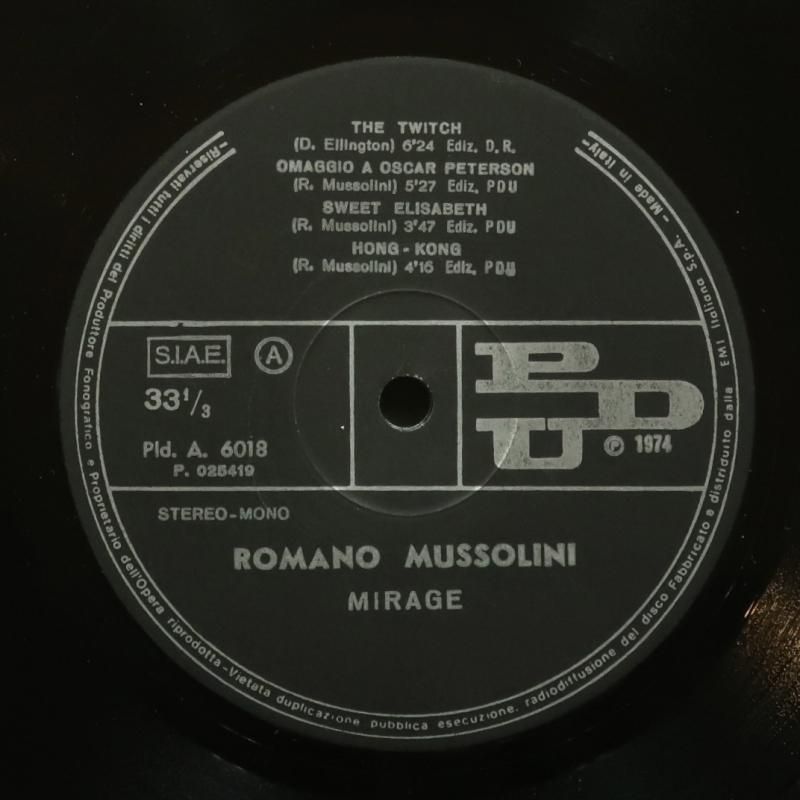 THE TWITCH
(D. Ellington) 6'24 Ediz. D.R.
OMAGGIO A OSCAR PETERSON
(R. Mussolini) 5'27 Ediz. PDU
SWEET ELISABETH
(R. Mussolini) 3'47 Ediz. PDU
HONG-KONG
(R. Mussolini) 4'16 Ediz. PDU
S.I.A.E. A
33 1/3
Pld. A. 6018
P. 025419
PDU
℗ 1974
STEREO-MONO
ROMANO MUSSOLINI
MIRAGE
-Riservati tutti i diritti del Produttore Fonografico e Proprietario dell'Opera riprodotta-Vietata duplicazione pubblica esecuzione, radiodiffusione del disco Fabbricato e distribuito dalla EMI Italiana S.p.A. - Made in Italy-